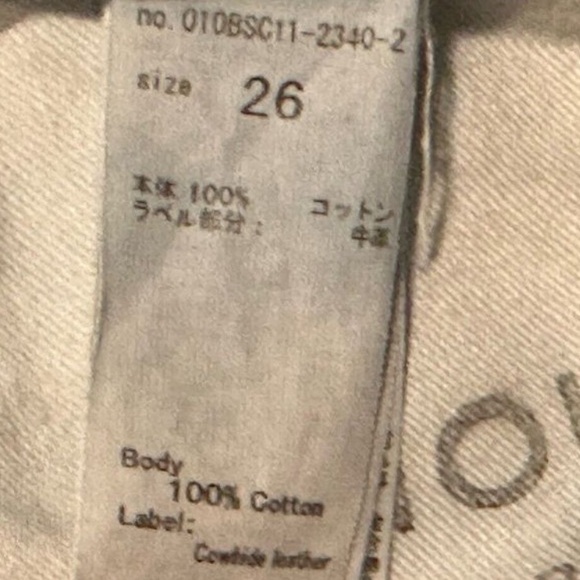 no. 010BSC11-2340-2
size 26
本体 100% コットン
ラベル部分： 牛革
Body
100% Cotton
Label:
Cowhide leather
O